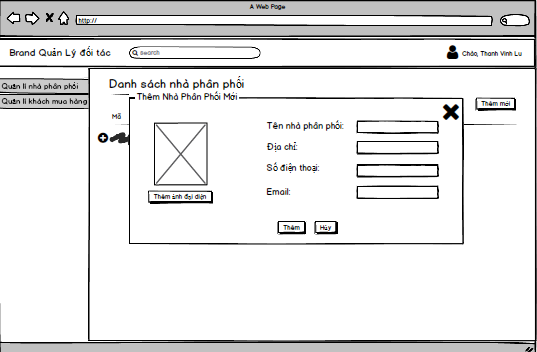 A Web Page
http://
Brand Quản Lý đối tác
search
Chào, Thanh Vinh Lu
Quản lí nhà phân phối
Quản lí khách mua hàng
Danh sách nhà phân phối
Thêm mới
Mã
Thêm Nhà Phân Phối Mới
Tên nhà phân phối:
Địa chỉ:
Số điện thoại:
Email:
Thêm ảnh đại diện
Thêm
Hủy